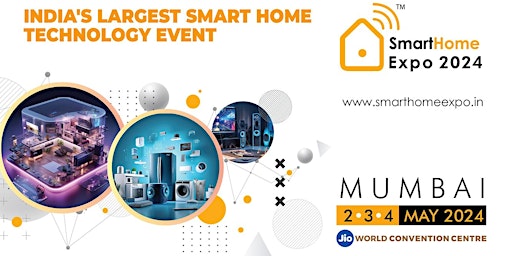 INDIA'S LARGEST SMART HOME
TECHNOLOGY EVENT
TM
SmartHome
Expo 2024
www.smarthomeexpo.in
MUMBAI
2•3•4 MAY 2024
Jio WORLD CONVENTION CENTRE